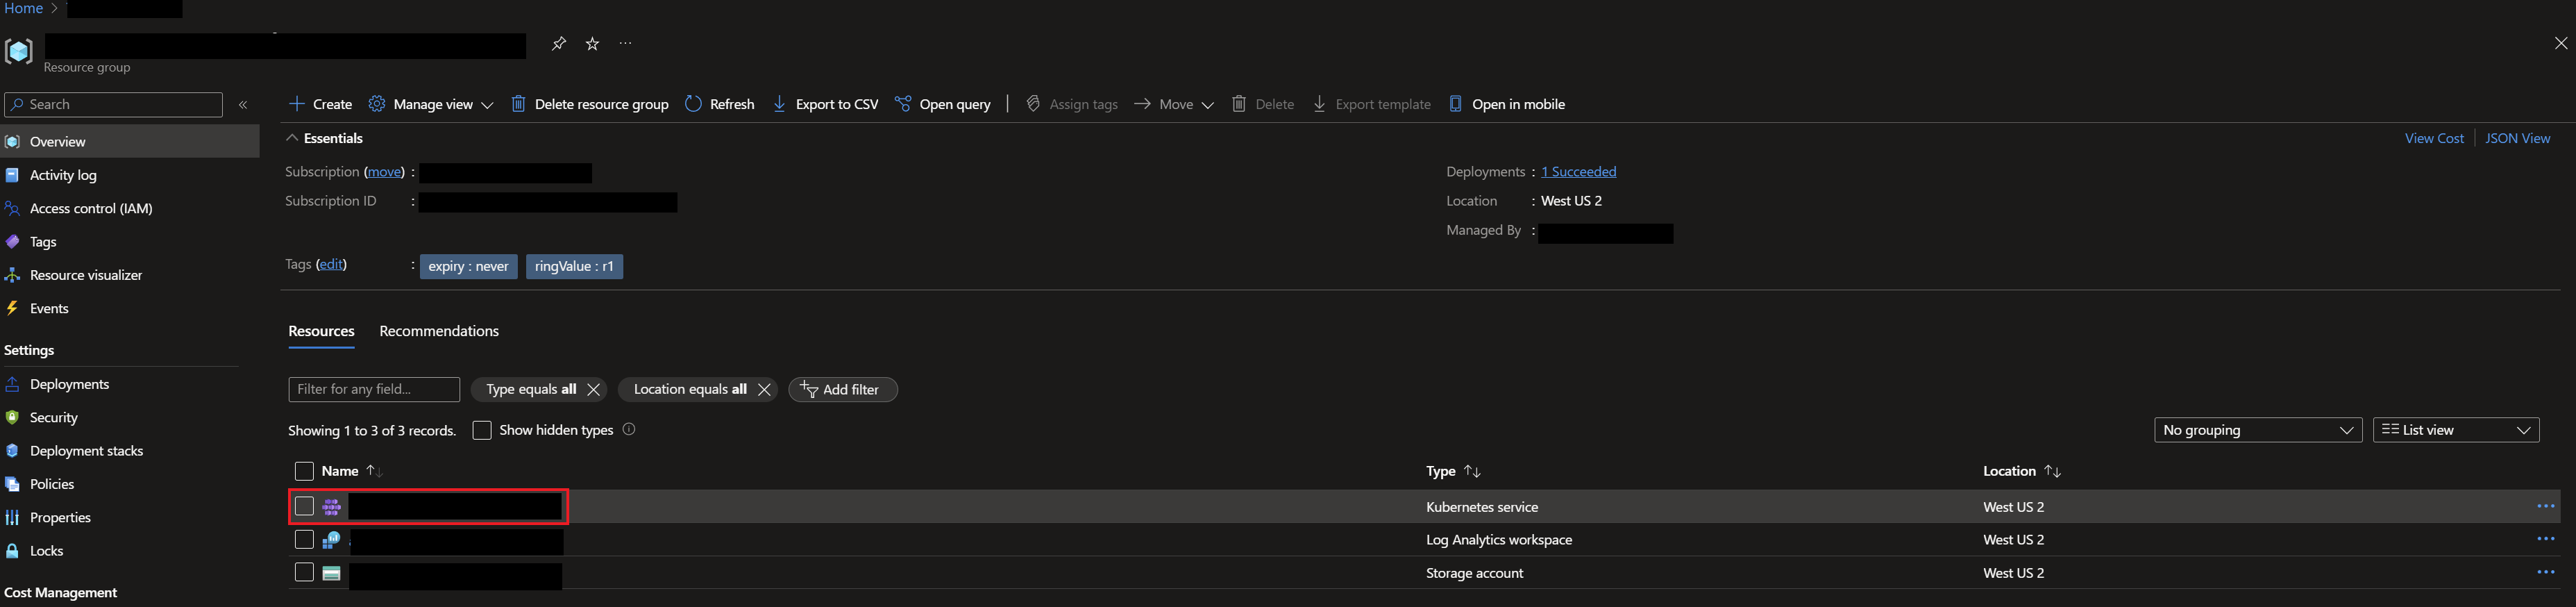 Home >
Resource group
Search
Create Manage view Delete resource group Refresh Export to CSV Open query Assign tags Move Delete Export template Open in mobile
Overview
Activity log
Access control (IAM)
Tags
Resource visualizer
Events
Settings
Deployments
Security
Deployment stacks
Policies
Properties
Locks
Cost Management
Essentials
View Cost JSON View
Subscription (move) :
Subscription ID :
Deployments : 1 Succeeded
Location : West US 2
Managed By :
Tags (edit) : expiry : never ringValue : r1
Resources Recommendations
Filter for any field... Type equals all Location equals all Add filter
Showing 1 to 3 of 3 records. Show hidden types No grouping List view
Name Type Location
Kubernetes service West US 2
Log Analytics workspace West US 2
Storage account West US 2